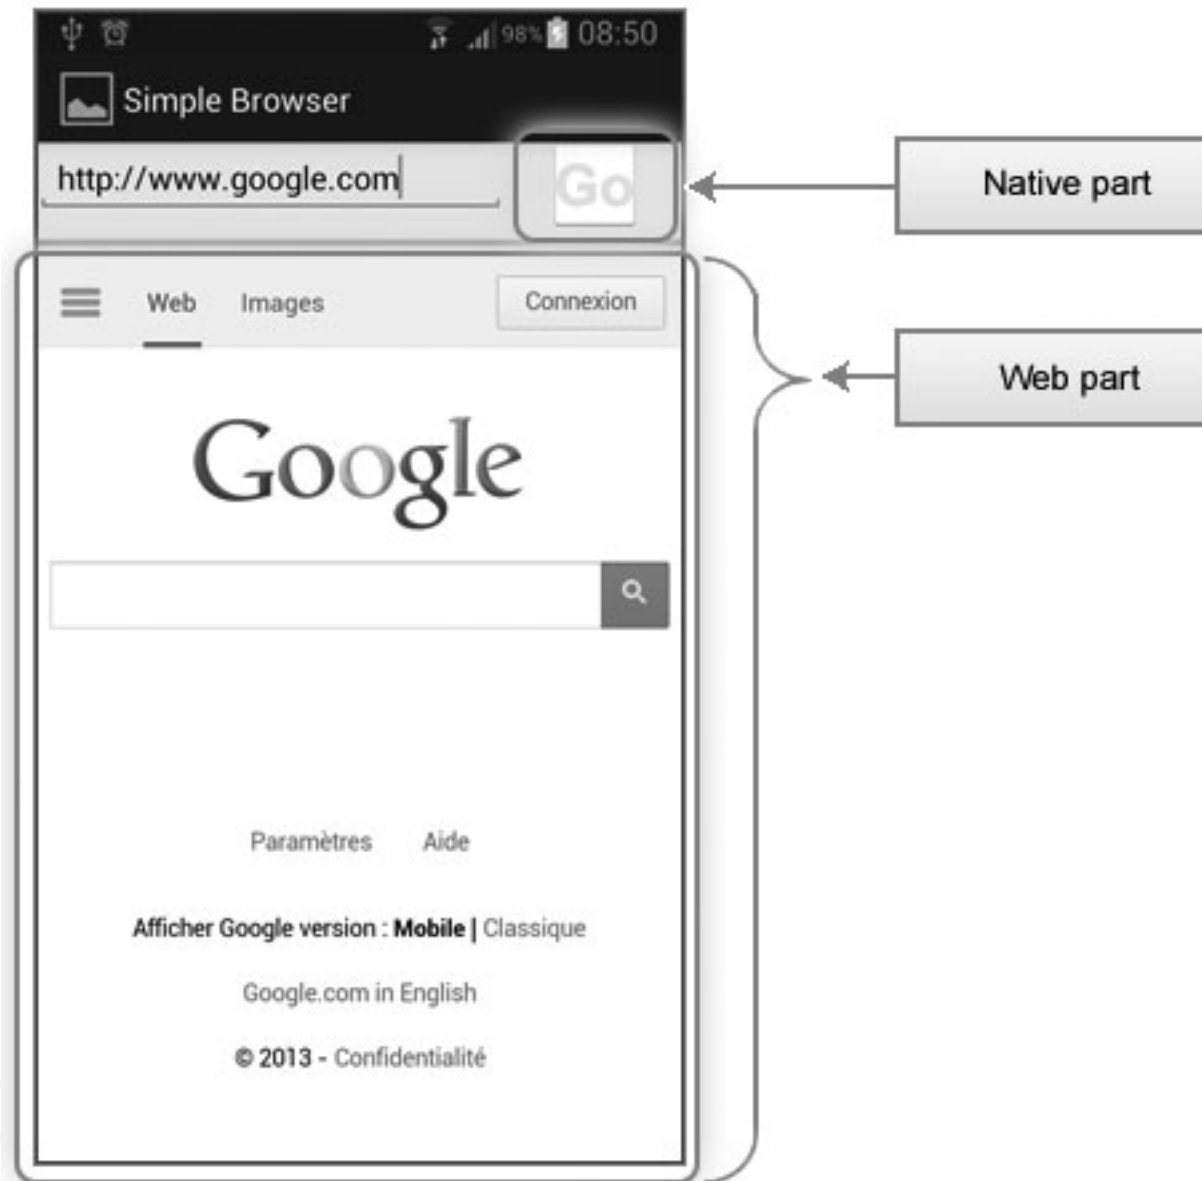 98% 08:50
Simple Browser
http://www.google.com Go
Native part
Web Images Connexion
Web part
Google
Paramètres Aide
Afficher Google version : Mobile | Classique
Google.com in English
© 2013 - Confidentialité